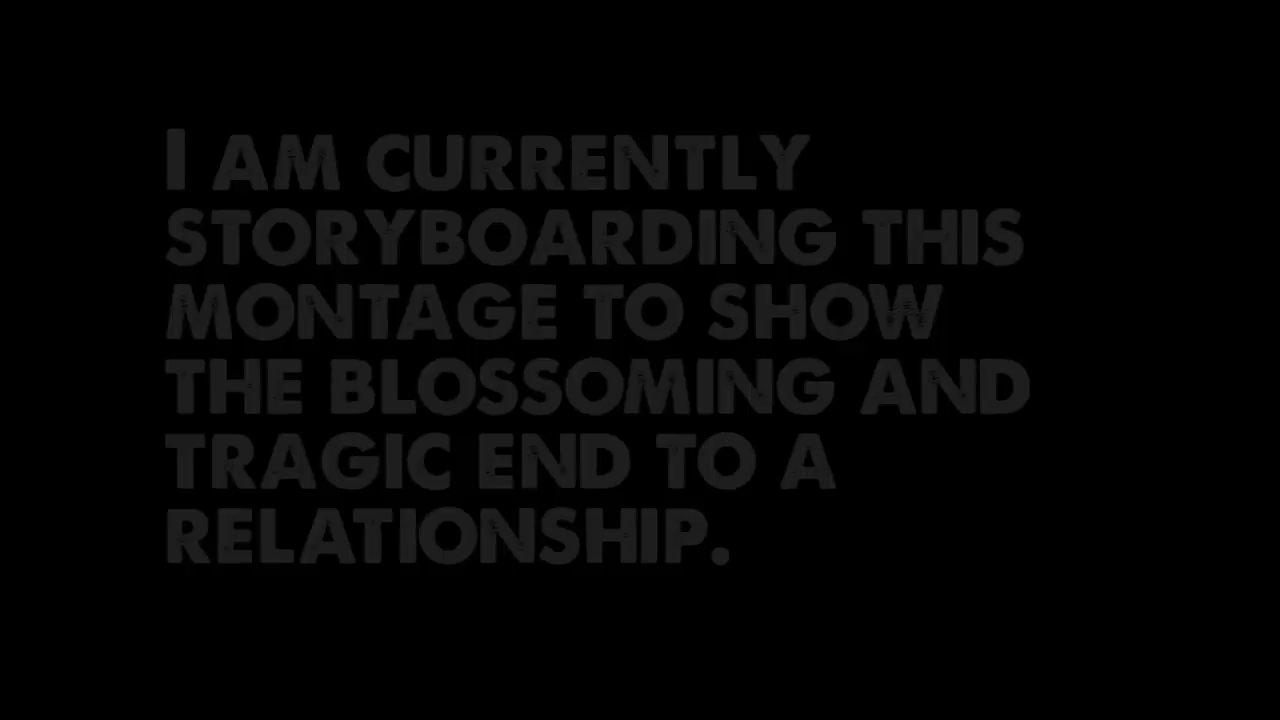 I AM CURRENTLY
STORYBOARDING THIS
MONTAGE TO SHOW
THE BLOSSOMING AND
TRAGIC END TO A
RELATIONSHIP.